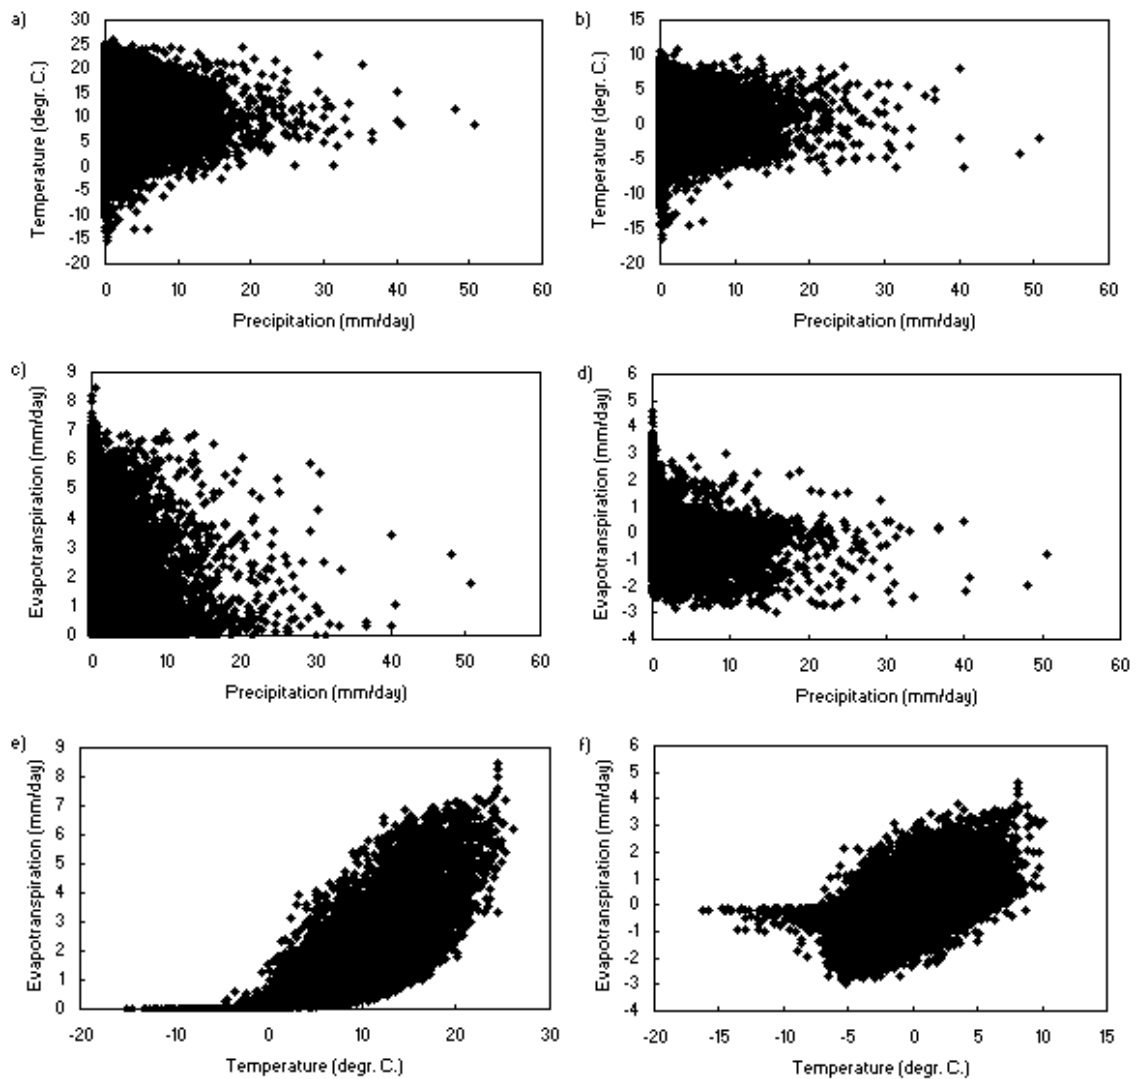 a)
30
25
20
15
10
5
0
-5
-10
-15
-20
Temperature (degr. C.)
0 10 20 30 40 50 60
Precipitation (mm/day)
b)
15
10
5
0
-5
-10
-15
-20
Temperature (degr. C.)
0 10 20 30 40 50 60
Precipitation (mm/day)
c)
9
8
7
6
5
4
3
2
1
0
Evapotranspiration (mm/day)
0 10 20 30 40 50 60
Precipitation (mm/day)
d)
6
5
4
3
2
1
0
-1
-2
-3
-4
Evapotranspiration (mm/day)
0 10 20 30 40 50 60
Precipitation (mm/day)
e)
9
8
7
6
5
4
3
2
1
0
Evapotranspiration (mm/day)
-20 -10 0 10 20 30
Temperature (degr. C.)
f)
6
5
4
3
2
1
0
-1
-2
-3
-4
Evapotranspiration (mm/day)
-20 -15 -10 -5 0 5 10 15
Temperature (degr. C.)